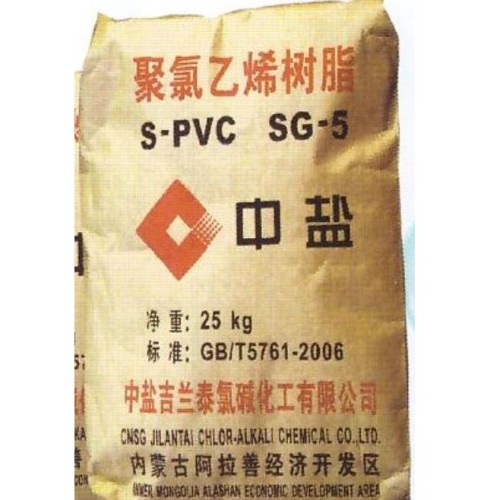 聚氯乙烯树脂
S-PVC SG-5
中盐
净重：25 kg
标准：GB/T5761-2006
中盐吉兰泰氯碱化工有限公司
CNSG JILANTAI CHLOR-ALKALI CHEMICAL CO.,LTD.
内蒙古阿拉善经济开发区
INNER MONGOLIA ALASHAN ECONOMIC DEVELOPMENT AREA